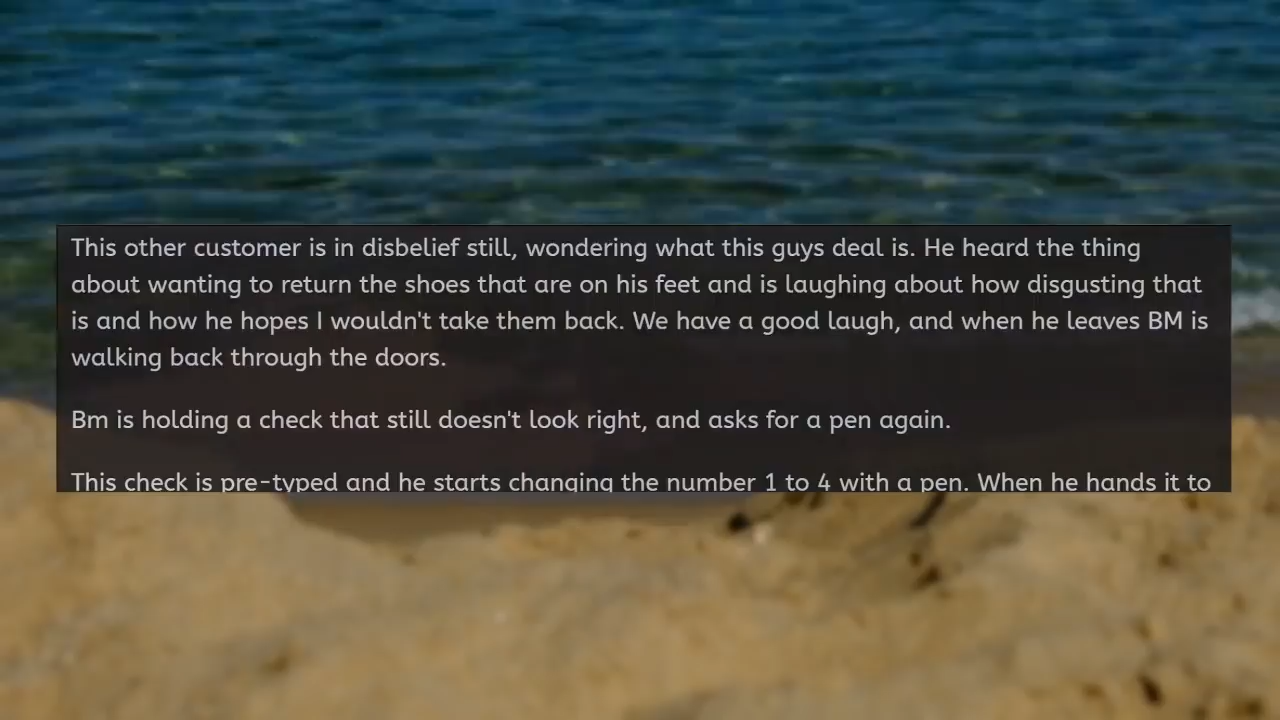 This other customer is in disbelief still, wondering what this guys deal is. He heard the thing
about wanting to return the shoes that are on his feet and is laughing about how disgusting that
is and how he hopes I wouldn't take them back. We have a good laugh, and when he leaves BM is
walking back through the doors.
Bm is holding a check that still doesn't look right, and asks for a pen again.
This check is pre-typed and he starts changing the number 1 to 4 with a pen. When he hands it to